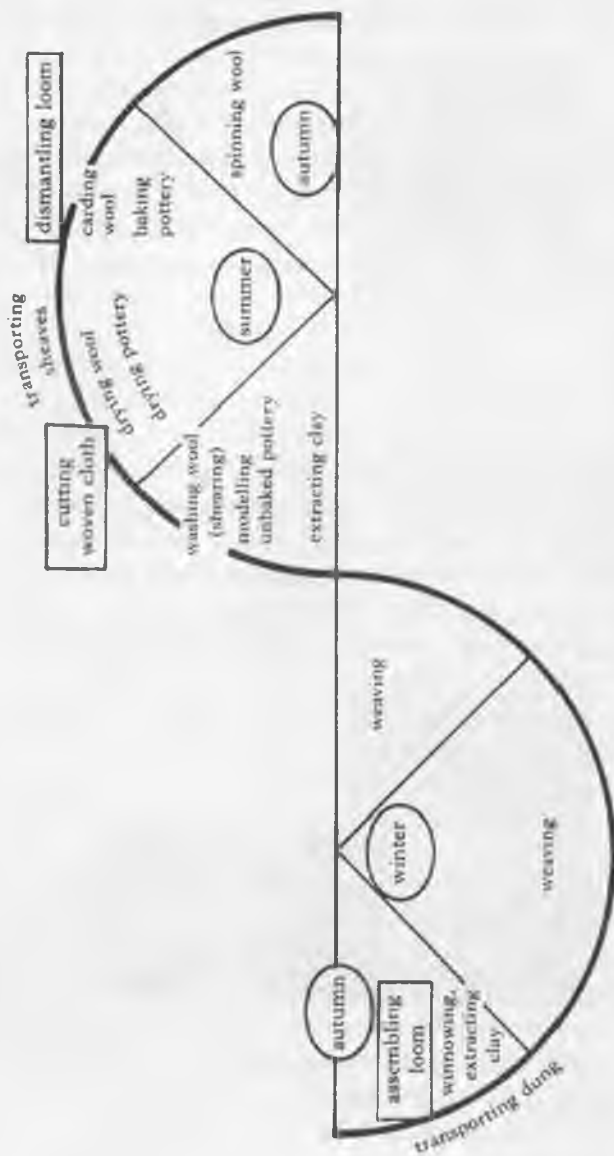 transporting
sheaves
dismantling loom
cutting
woven cloth
drying wool
drying pottery
carding
wool
baking
pottery
summer
washing wool
(shearing)
modelling
unbaked pottery
extracting clay
spinning wool
autumn
autumn
assembling
loom
winnowing,
extracting
clay
transporting dung
winter
weaving
weaving